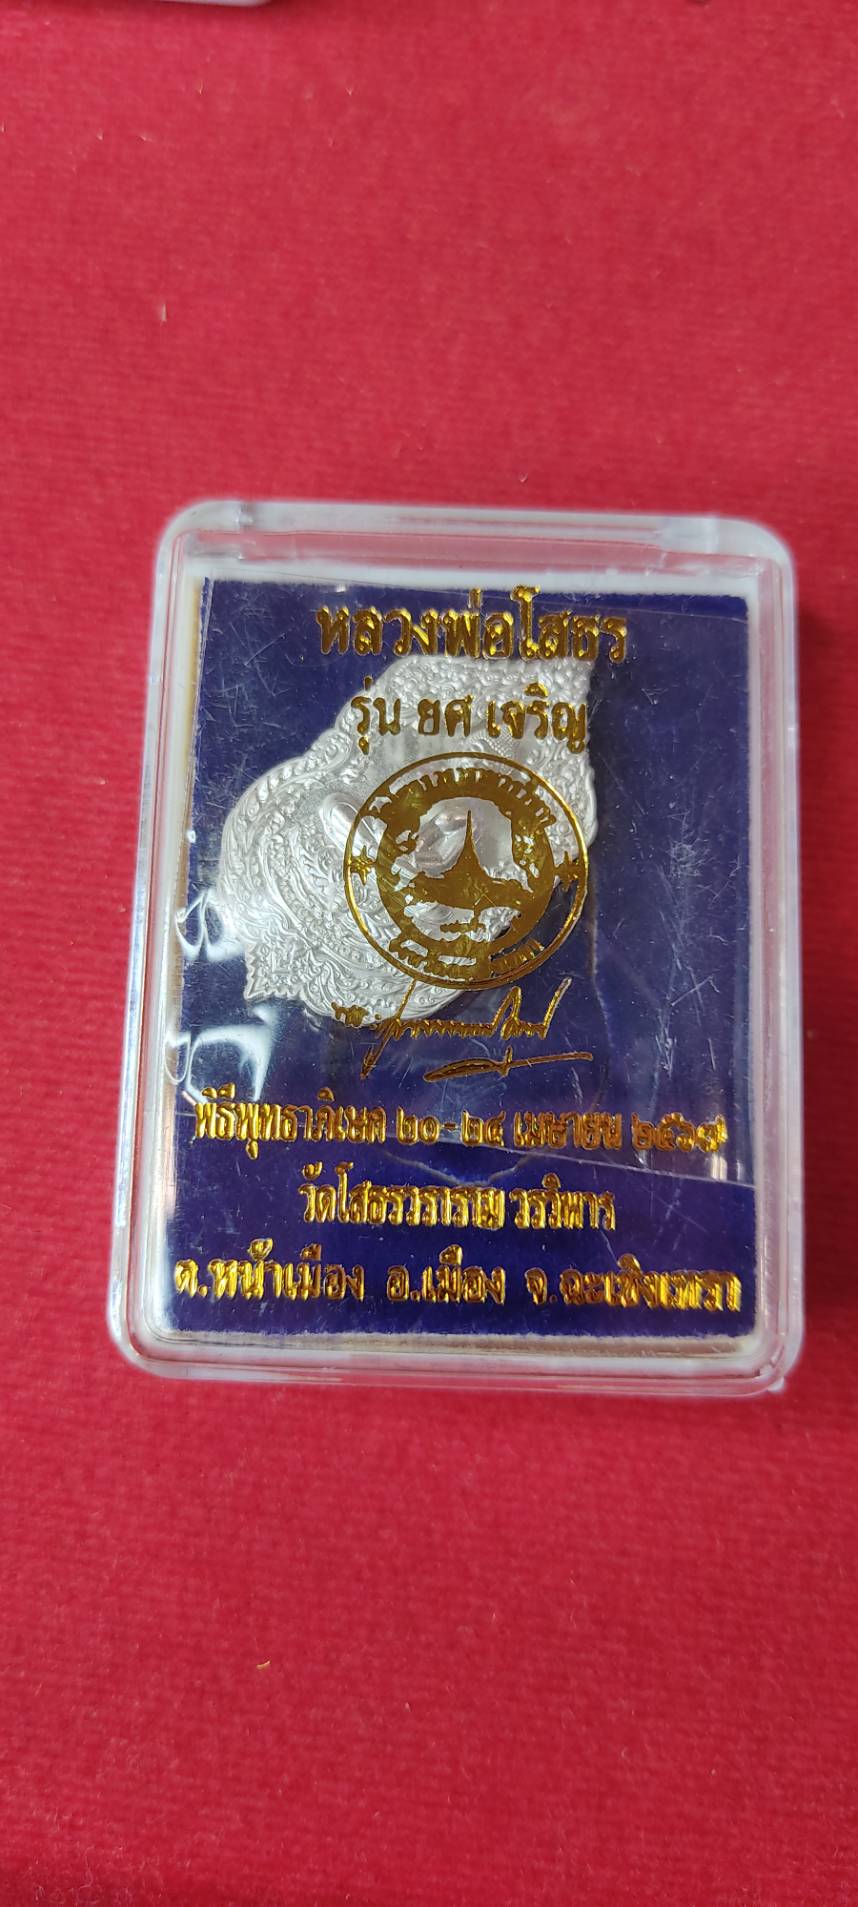 หลวงพ่อโสธร
รุ่น ยศ เจริญ
พิธีพุทธาภิเษก ๒๐-๒๔ เมษายน ๒๕๖๗
วัดโสธรวราราม วรวิหาร
ต.หน้าเมือง อ.เมือง จ.ฉะเชิงเทรา